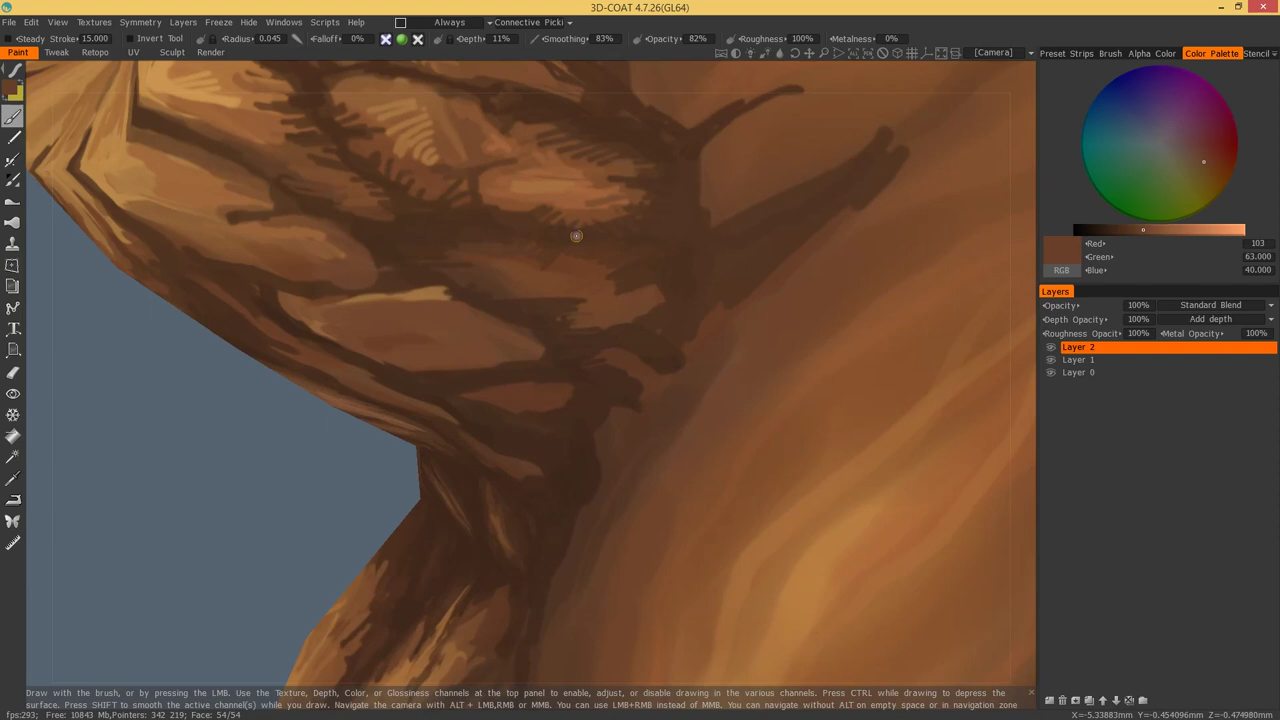 3D-COAT 4.7.26(GL64)
File Edit View Textures Symmetry Layers Freeze Hide Windows Scripts Help Always Connective Picki
Steady Stroke 15.000 Invert Tool Radius 0.045 Falloff 0% Depth 11% Smoothing 83% Opacity 82% Roughness 100% Metalness 0%
Paint Tweak Retopo UV Sculpt Render [Camera] Preset Strips Brush Alpha Color Color Palette Stencil
Red 103
Green 63.000
RGB Blue 40.000
Layers
Opacity 100% Standard Blend
Depth Opacity 100% Add depth
Roughness Opacit 100% Metal Opacity 100%
Layer 2
Layer 1
Layer 0
Draw with the brush, or by pressing the LMB. Use the Texture, Depth, Color, or Glossiness channels at the top panel to enable, adjust, or disable drawing in the various channels. Press CTRL while drawing to depress the
surface. Press SHIFT to smooth the active channel(s) while you draw. Navigate the camera with ALT + LMB,RMB or MMB. You can use LMB+RMB instead of MMB. You can navigate without ALT on empty space or in navigation zone
fps:293; Free: 10843 Mb,Pointers: 342 219; Face: 54/54 X=-5.33883mm Y=-0.454096mm Z=-0.474980mm